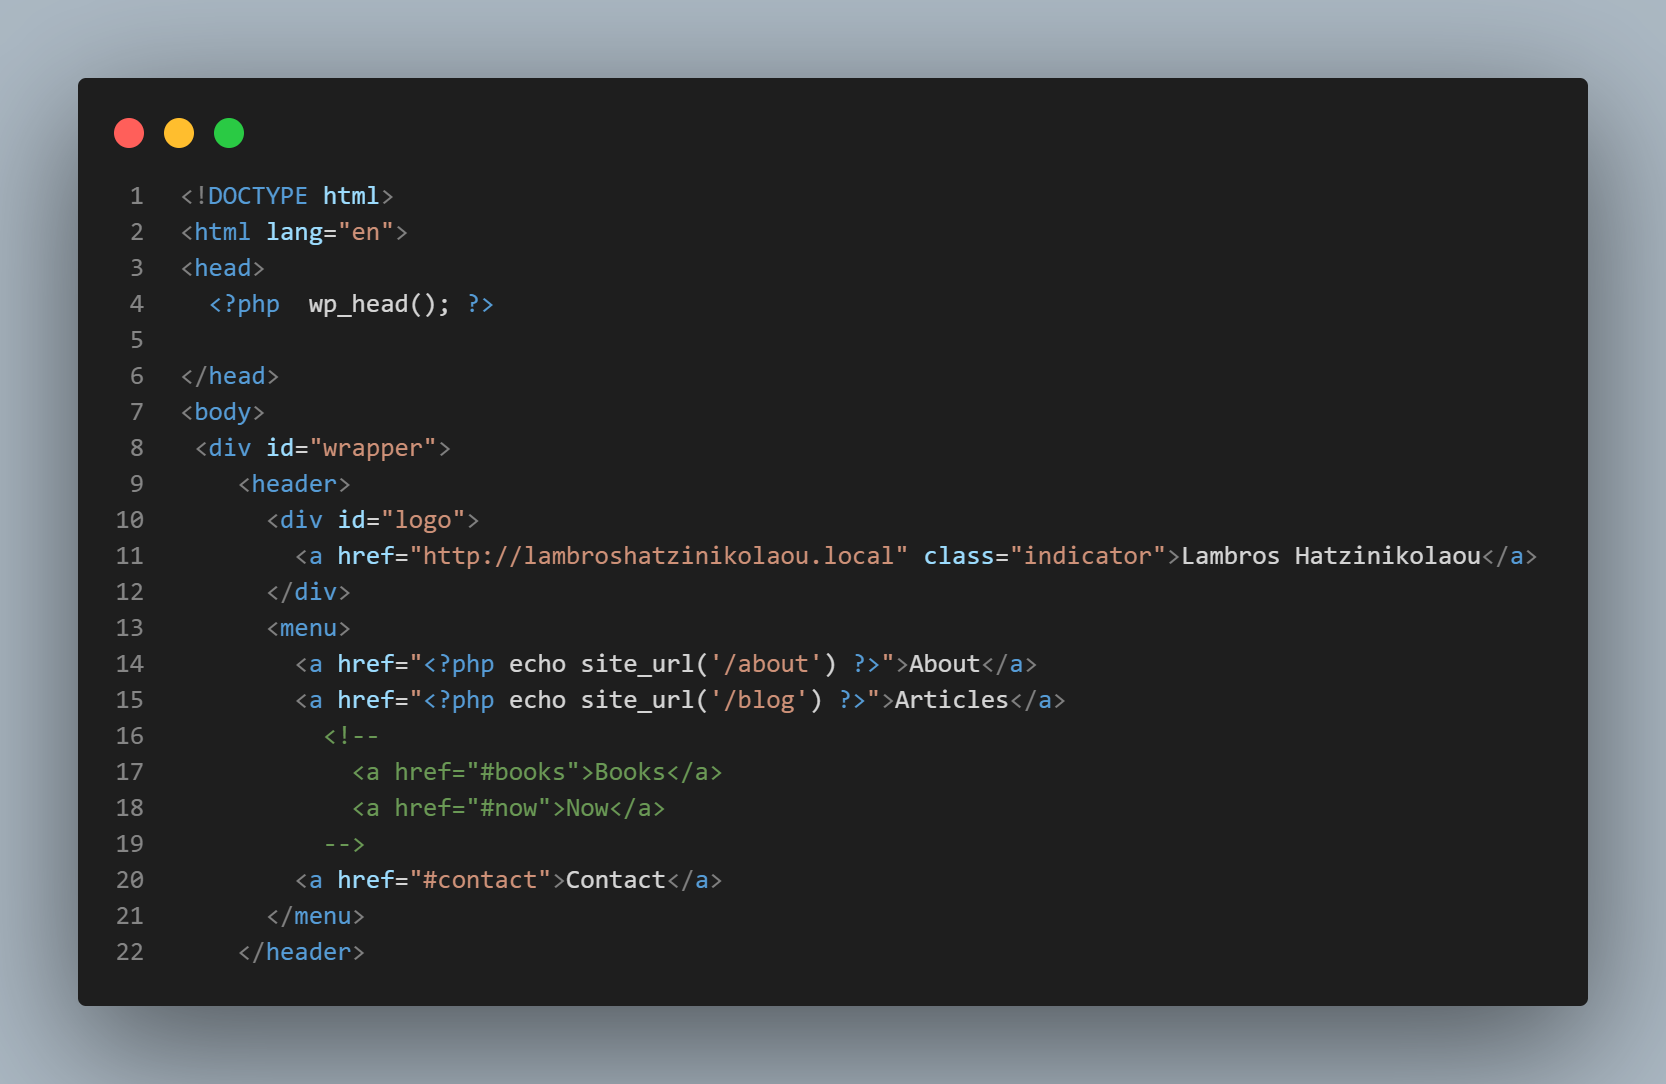 1 <!DOCTYPE html>
2 <html lang="en">
3 <head>
4   <?php  wp_head(); ?>
5
6 </head>
7 <body>
8  <div id="wrapper">
9     <header>
10       <div id="logo">
11         <a href="http://lambroshatzinikolaou.local" class="indicator">Lambros Hatzinikolaou</a>
12       </div>
13       <menu>
14         <a href="<?php echo site_url('/about') ?>">About</a>
15         <a href="<?php echo site_url('/blog') ?>">Articles</a>
16           <!--
17             <a href="#books">Books</a>
18             <a href="#now">Now</a>
19           -->
20         <a href="#contact">Contact</a>
21       </menu>
22     </header>